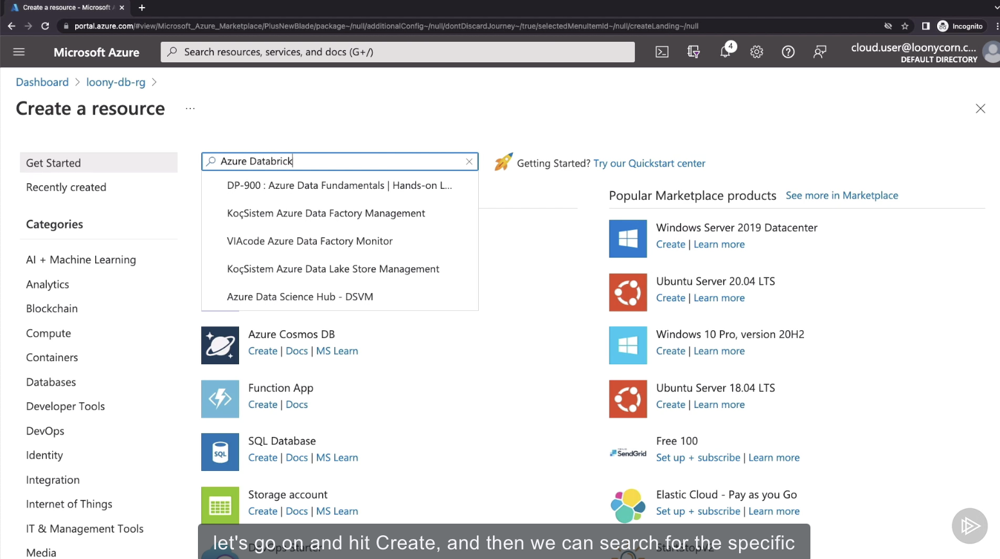 Create a resource - Microsoft A
portal.azure.com/#view/Microsoft_Azure_Marketplace/PlusNewBlade/package~/null/additionalConfig~/null/dontDiscardJourney~/true/selectedMenuItemId~/null/createLanding~/null
Incognito
Microsoft Azure
Search resources, services, and docs (G+/)
4
cloud.user@loonycorn.c...
DEFAULT DIRECTORY
Dashboard > loony-db-rg >
Create a resource ...
Get Started
Recently created
Categories
AI + Machine Learning
Analytics
Blockchain
Compute
Containers
Databases
Developer Tools
DevOps
Identity
Integration
Internet of Things
IT & Management Tools
Media
Azure Databrick
DP-900 : Azure Data Fundamentals | Hands-on L...
KoçSistem Azure Data Factory Management
VIAcode Azure Data Factory Monitor
KoçSistem Azure Data Lake Store Management
Azure Data Science Hub - DSVM
Azure Cosmos DB
Create | Docs | MS Learn
Function App
Create | Docs
SQL
SQL Database
Create | Docs | MS Learn
Storage account
Create | Docs | MS Learn
DevOps Starter
Getting Started? Try our Quickstart center
Popular Marketplace products See more in Marketplace
Windows Server 2019 Datacenter
Create | Learn more
Ubuntu Server 20.04 LTS
Create | Learn more
Windows 10 Pro, version 20H2
Create | Learn more
Ubuntu Server 18.04 LTS
Create | Learn more
SendGrid
Free 100
Set up + subscribe | Learn more
Elastic Cloud - Pay as you Go
Set up + subscribe | Learn more
StartStopV2
let's go on and hit Create, and then we can search for the specific